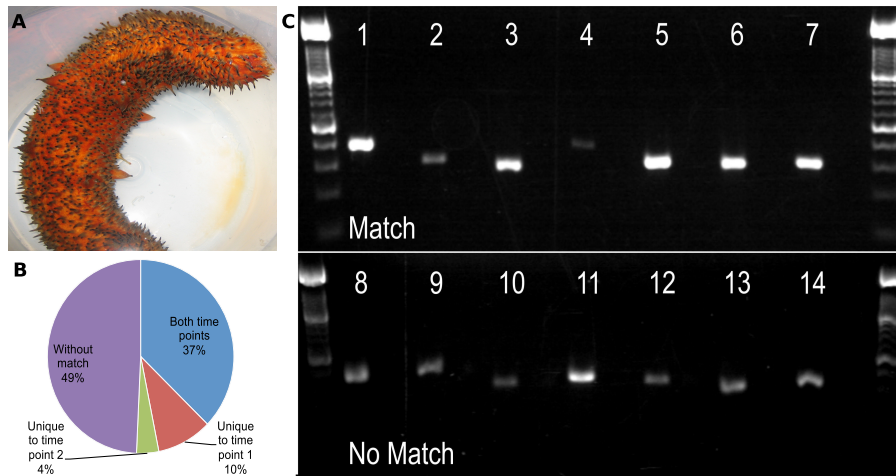 A
B
Both time
points
37%
Without
match
49%
Unique
to time
point 2
4%
Unique
to time
point 1
10%
C
1 2 3 4 5 6 7
Match
8 9 10 11 12 13 14
No Match